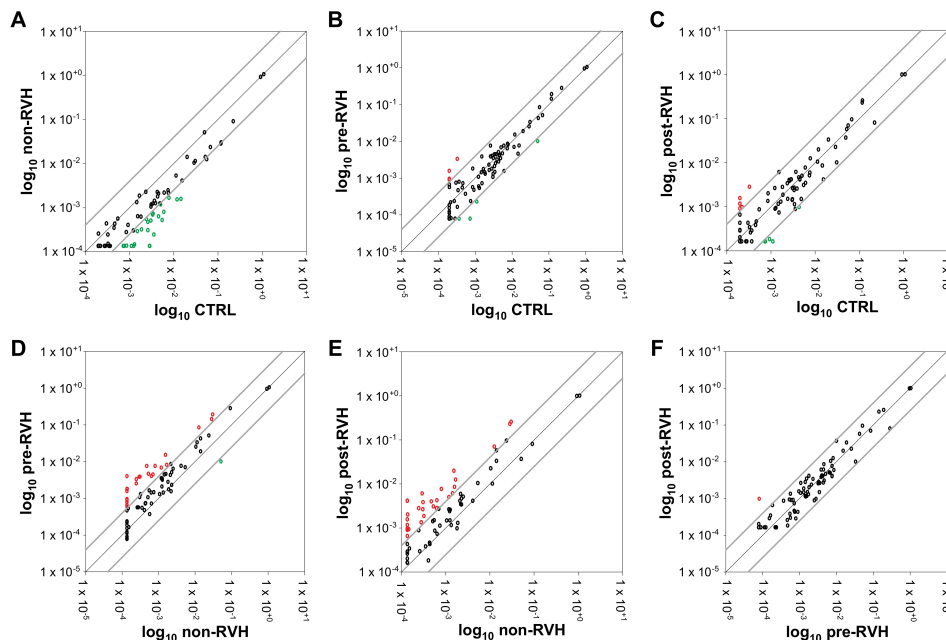 A
B
C
1 x 10⁺¹
1 x 10⁺⁰
1 x 10⁻¹
1 x 10⁻²
1 x 10⁻³
1 x 10⁻⁴
log₁₀ non-RVH
1 x 10⁻⁴
1 x 10⁻³
1 x 10⁻²
1 x 10⁻¹
1 x 10⁺⁰
1 x 10⁺¹
log₁₀ CTRL
1 x 10⁺¹
1 x 10⁺⁰
1 x 10⁻¹
1 x 10⁻²
1 x 10⁻³
1 x 10⁻⁴
1 x 10⁻⁵
log₁₀ pre-RVH
1 x 10⁻⁵
1 x 10⁻⁴
1 x 10⁻³
1 x 10⁻²
1 x 10⁻¹
1 x 10⁺⁰
1 x 10⁺¹
log₁₀ CTRL
1 x 10⁺¹
1 x 10⁺⁰
1 x 10⁻¹
1 x 10⁻²
1 x 10⁻³
1 x 10⁻⁴
log₁₀ post-RVH
1 x 10⁻⁴
1 x 10⁻³
1 x 10⁻²
1 x 10⁻¹
1 x 10⁺⁰
1 x 10⁺¹
log₁₀ CTRL
D
E
F
1 x 10⁺¹
1 x 10⁺⁰
1 x 10⁻¹
1 x 10⁻²
1 x 10⁻³
1 x 10⁻⁴
1 x 10⁻⁵
log₁₀ pre-RVH
1 x 10⁻⁵
1 x 10⁻⁴
1 x 10⁻³
1 x 10⁻²
1 x 10⁻¹
1 x 10⁺⁰
1 x 10⁺¹
log₁₀ non-RVH
1 x 10⁺¹
1 x 10⁺⁰
1 x 10⁻¹
1 x 10⁻²
1 x 10⁻³
1 x 10⁻⁴
log₁₀ post-RVH
1 x 10⁻⁴
1 x 10⁻³
1 x 10⁻²
1 x 10⁻¹
1 x 10⁺⁰
1 x 10⁺¹
log₁₀ non-RVH
1 x 10⁺¹
1 x 10⁺⁰
1 x 10⁻¹
1 x 10⁻²
1 x 10⁻³
1 x 10⁻⁴
1 x 10⁻⁵
log₁₀ post-RVH
1 x 10⁻⁵
1 x 10⁻⁴
1 x 10⁻³
1 x 10⁻²
1 x 10⁻¹
1 x 10⁺⁰
1 x 10⁺¹
log₁₀ pre-RVH